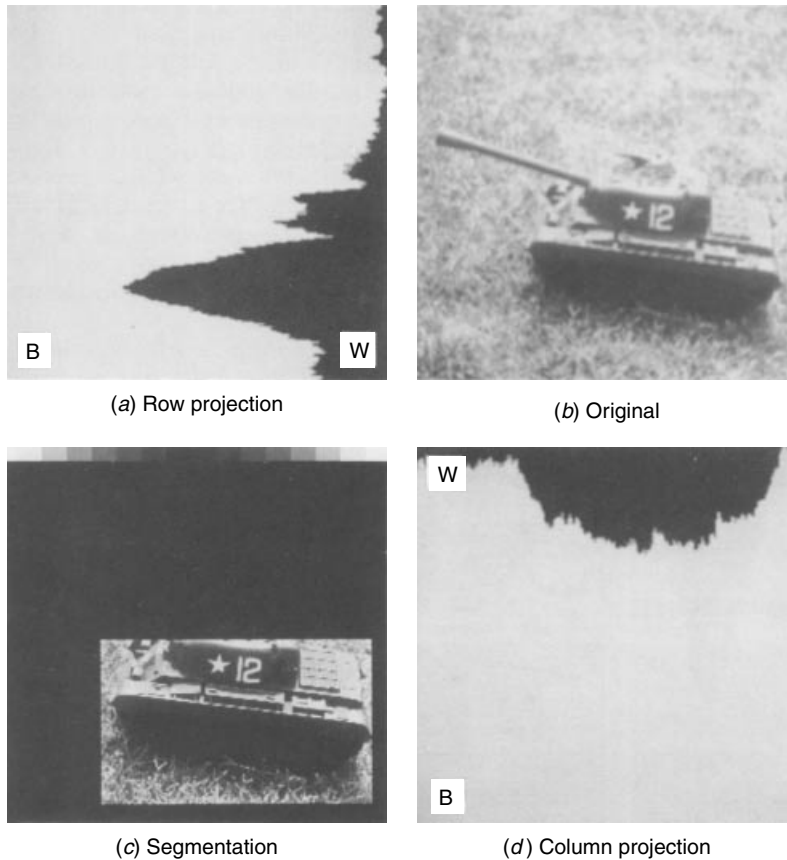 B
W
(a) Row projection
12
(b) Original
12
(c) Segmentation
W
B
(d) Column projection